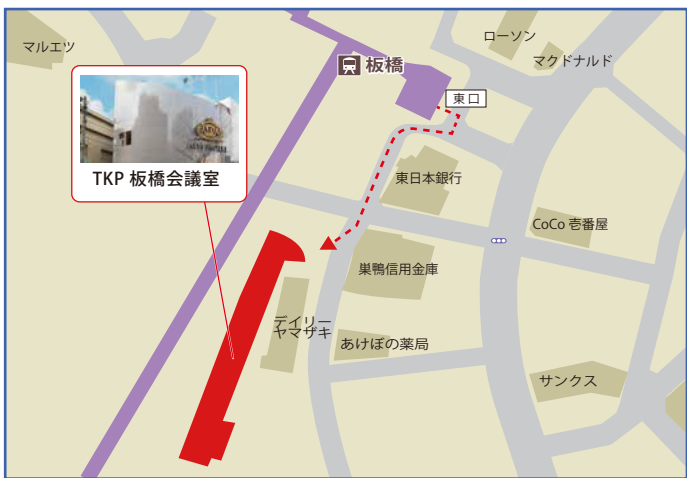 マルエツ
ローソン
マクドナルド
板橋
東口
TKP 板橋会議室
東日本銀行
CoCo 壱番屋
巣鴨信用金庫
デイリー
ヤマザキ
あけぼの薬局
サンクス